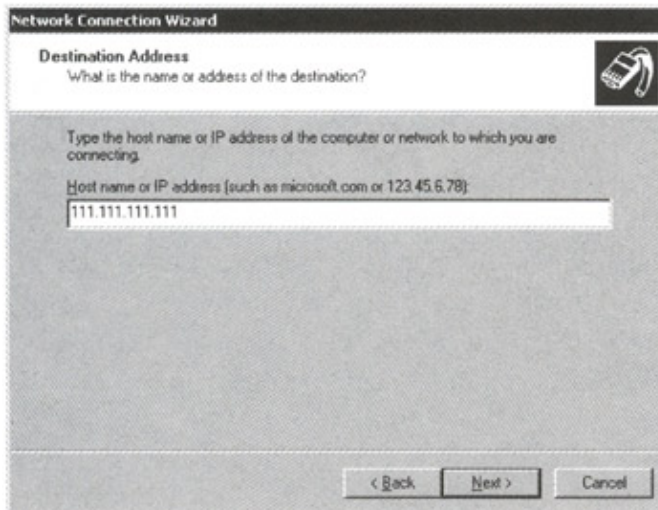 Network Connection Wizard
Destination Address
What is the name or address of the destination?
Type the host name or IP address of the computer or network to which you are
connecting.
Host name or IP address (such as microsoft.com or 123.45.6.78):
111.111.111.111
< Back
Next >
Cancel